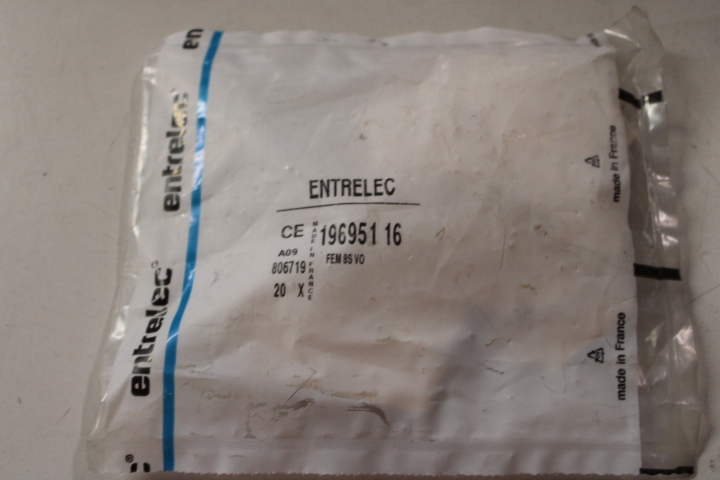 en
entrelec
entrelec
ENTRELEC
CE
MADE IN FRANCE
196951 16
A09
FEM 8S VO
806719
20 X
made in France
made in France